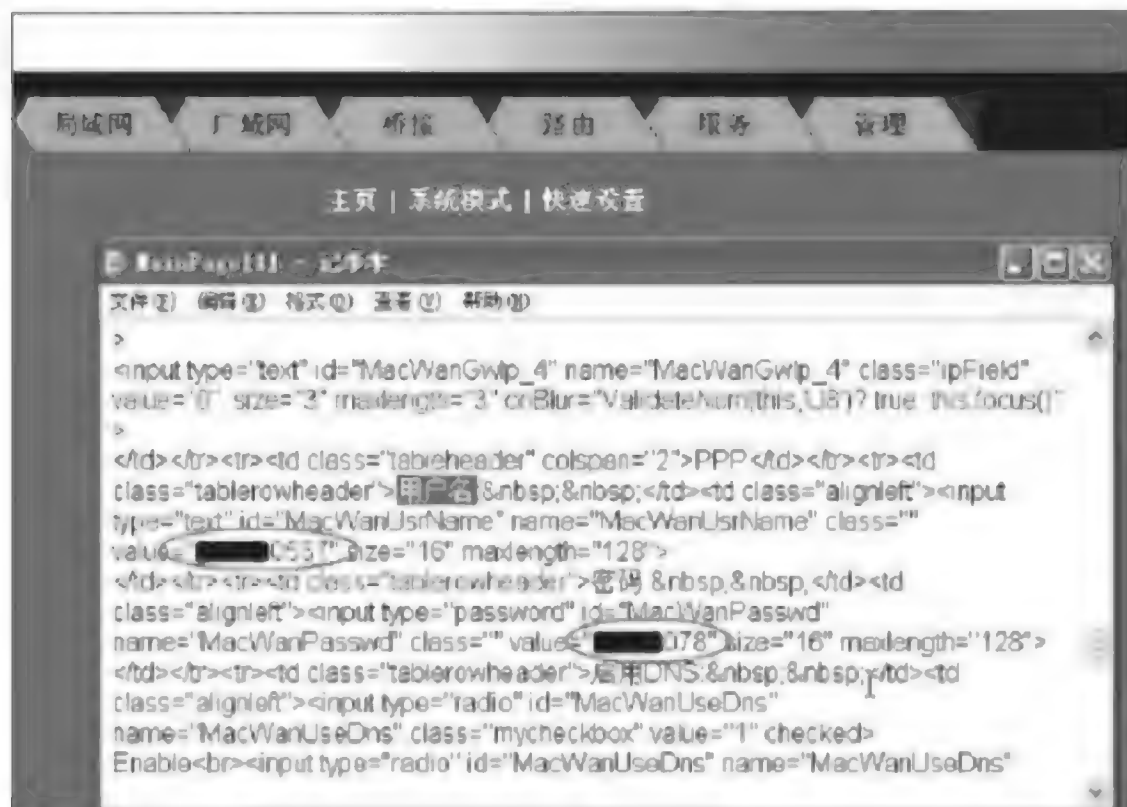 局域网 广域网 桥接 路由 服务 管理
主页 | 系统模式 | 快速设置
- 记事本
文件(F) 编辑(E) 格式(O) 查看(V) 帮助(H)
>
<input type="text" id="MacWanGwIp_4" name="MacWanGwIp_4" class="ipField"
value="0" size="3" maxlength="3" onBlur="ValidateNum(this,'U8')? true this.focus()"
>
</td></tr><tr><td class="tableheader" colspan="2">PPP</td></tr><tr><td
class="tablerowheader">用户名 &nbsp;&nbsp;</td><td class="alignleft"><input
type="text" id="MacWanUsrName" name="MacWanUsrName" class=""
value=" 0557" size="16" maxlength="128">
</td></tr><tr><td class="tablerowheader">密码 &nbsp;&nbsp;</td><td
class="alignleft"><input type="password" id="MacWanPasswd"
name="MacWanPasswd" class="" value=" 078" size="16" maxlength="128">
</td></tr><tr><td class="tablerowheader">启用DNS:&nbsp;&nbsp;</td><td
class="alignleft"><input type="radio" id="MacWanUseDns"
name="MacWanUseDns" class="mycheckbox" value="1" checked>
Enable<br><input type="radio" id="MacWanUseDns" name="MacWanUseDns"